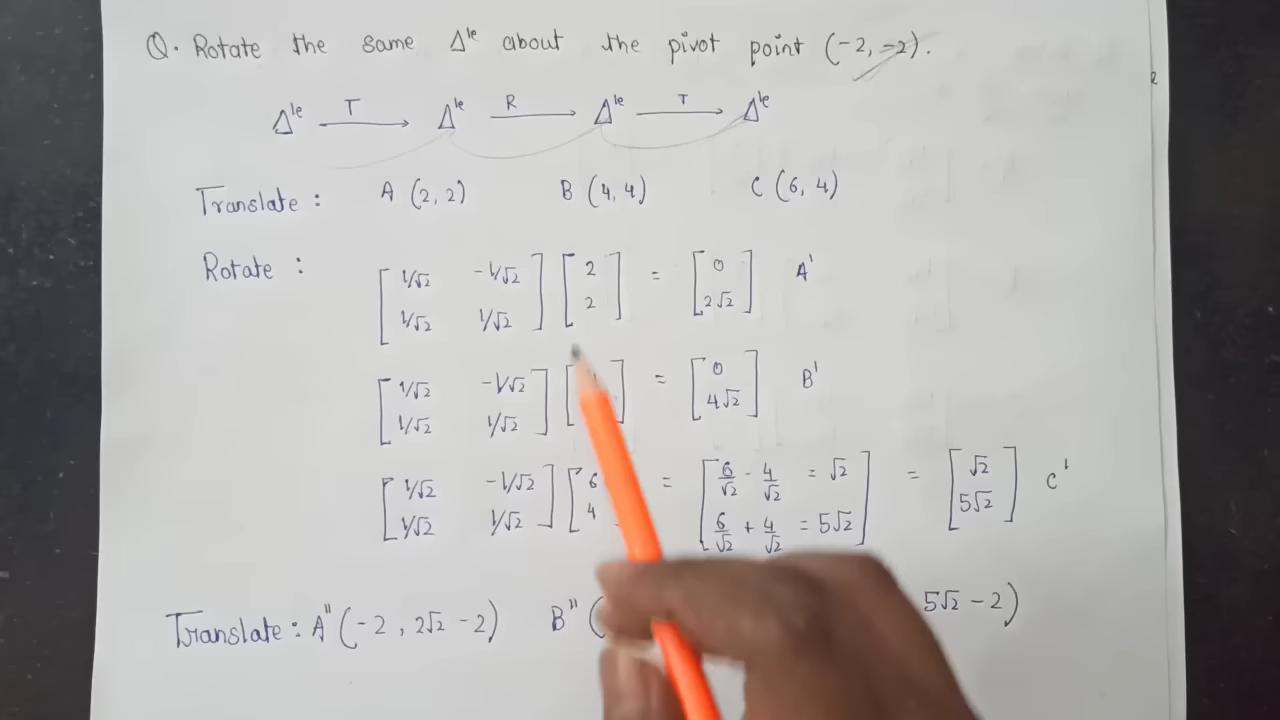 Q. Rotate the same Δle about the pivot point (-2, -2).
Δle T→ Δle R→ Δle T→ Δle
Translate : A (2, 2) B (4, 4) C (6, 4)
Rotate : [1/√2 -1/√2] [2] = [0] A'
[1/√2 1/√2] [2] [2√2]
[1/√2 -1/√2] = [0] B'
[1/√2 1/√2] [4√2]
[1/√2 -1/√2] [6] = [6/√2 - 4/√2 = √2] = [√2] C'
[1/√2 1/√2] [4] [6/√2 + 4/√2 = 5√2] [5√2]
Translate : A" (-2, 2√2 - 2) B" ( 5√2 - 2)